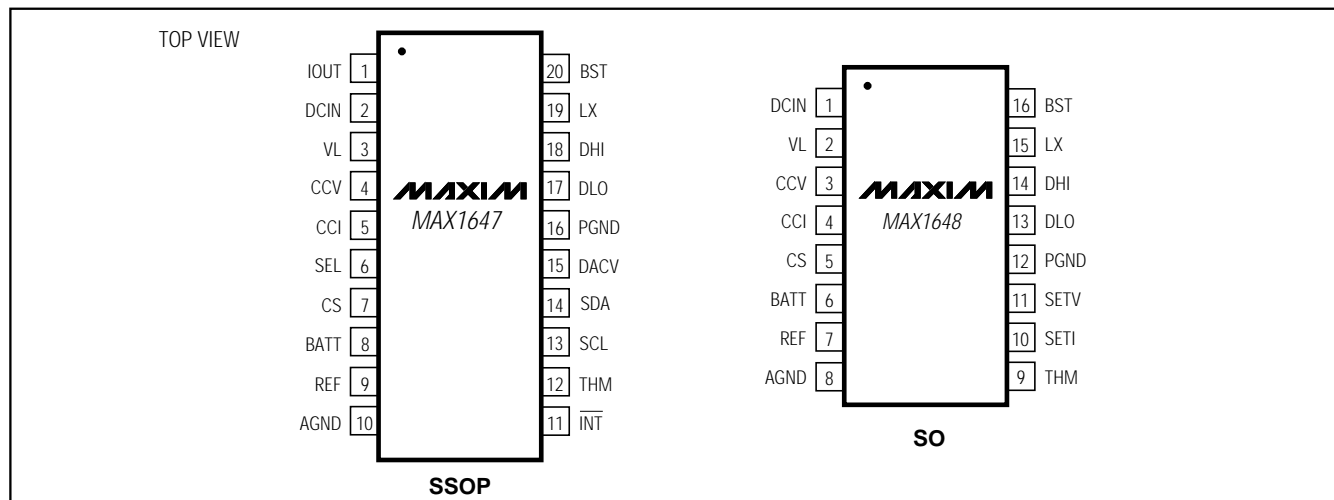 TOP VIEW
IOUT 1
DCIN 2
VL 3
CCV 4
CCI 5
SEL 6
CS 7
BATT 8
REF 9
AGND 10
MAXIM
MAX1647
20 BST
19 LX
18 DHI
17 DLO
16 PGND
15 DACV
14 SDA
13 SCL
12 THM
11 INT
SSOP
DCIN 1
VL 2
CCV 3
CCI 4
CS 5
BATT 6
REF 7
AGND 8
MAXIM
MAX1648
16 BST
15 LX
14 DHI
13 DLO
12 PGND
11 SETV
10 SETI
9 THM
SO